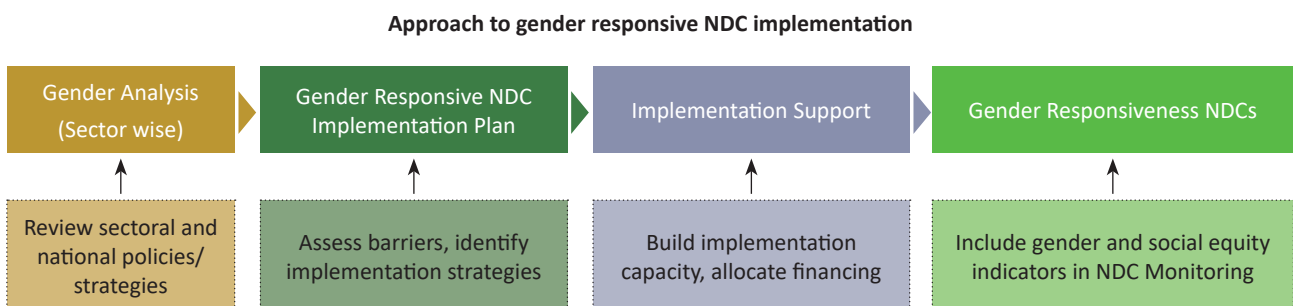 Approach to gender responsive NDC implementation
Gender Analysis
(Sector wise)
Gender Responsive NDC
Implementation Plan
Implementation Support
Gender Responsiveness NDCs
Review sectoral and
national policies/
strategies
Assess barriers, identify
implementation strategies
Build implementation
capacity, allocate financing
Include gender and social equity
indicators in NDC Monitoring